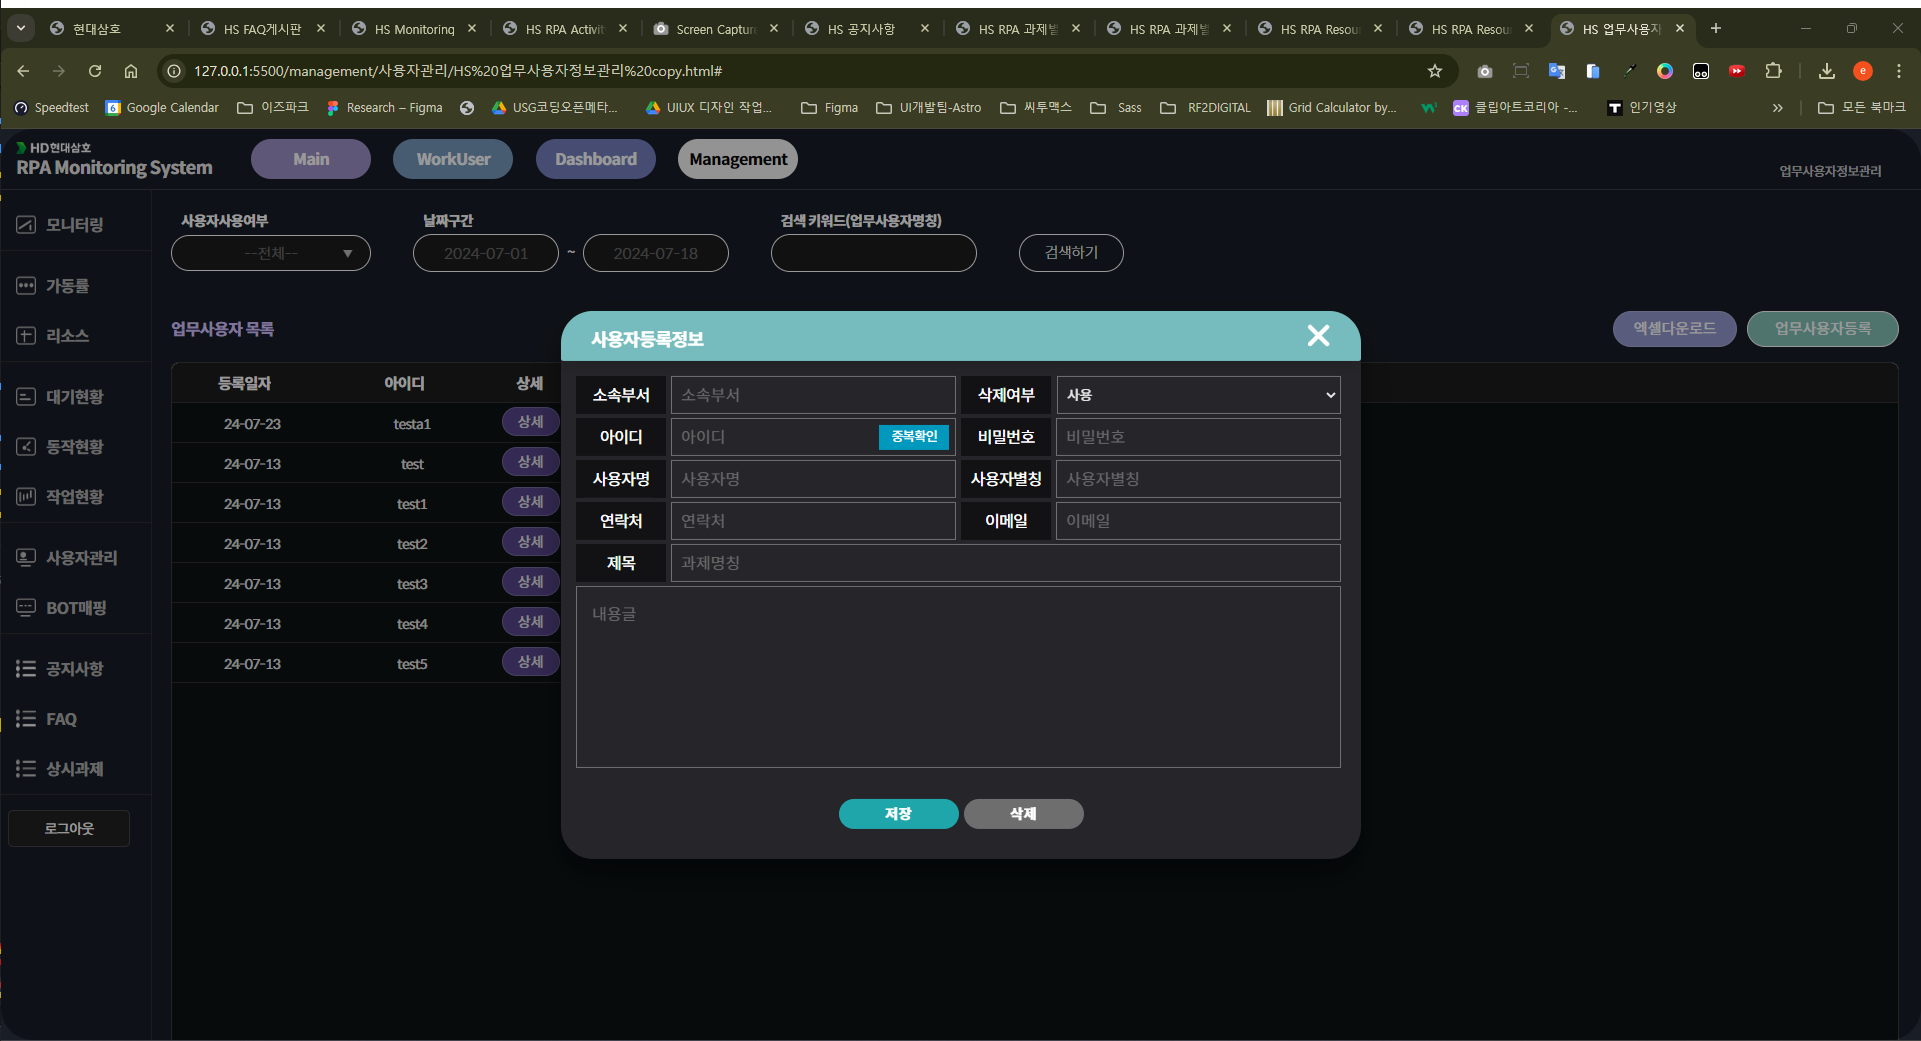 현대삼호
HS FAQ게시판
HS Monitoring
HS RPA Activit
Screen Capture
HS 공지사항
HS RPA 과제별
HS RPA 과제별
HS RPA Resour
HS RPA Resou
HS 업무사용자
127.0.0.1:5500/management/사용자관리/HS%20업무사용자정보관리%20copy.html#
Speedtest
Google Calendar
이즈파크
Research – Figma
USG코딩오픈메타...
UIUX 디자인 작업...
Figma
UI개발팀-Astro
씨투맥스
Sass
RF2DIGITAL
Grid Calculator by...
클립아트코리아 -...
인기영상
모든 북마크
HD현대삼호
RPA Monitoring System
Main
WorkUser
Dashboard
Management
업무사용자정보관리
모니터링
가동률
리소스
대기현황
동작현황
작업현황
사용자관리
BOT매핑
공지사항
FAQ
상시과제
로그아웃
사용자사용여부
날짜구간
검색 키워드(업무사용자명칭)
--전체--
▼
2024-07-01
~
2024-07-18
검색하기
업무사용자 목록
엑셀다운로드
업무사용자등록
등록일자 아이디 상세
24-07-23 testa1 상세
24-07-13 test 상세
24-07-13 test1 상세
24-07-13 test2 상세
24-07-13 test3 상세
24-07-13 test4 상세
24-07-13 test5 상세
사용자등록정보
소속부서 소속부서 삭제여부 사용
아이디 아이디 중복확인 비밀번호 비밀번호
사용자명 사용자명 사용자별칭 사용자별칭
연락처 연락처 이메일 이메일
제목 과제명칭
내용글
저장 삭제